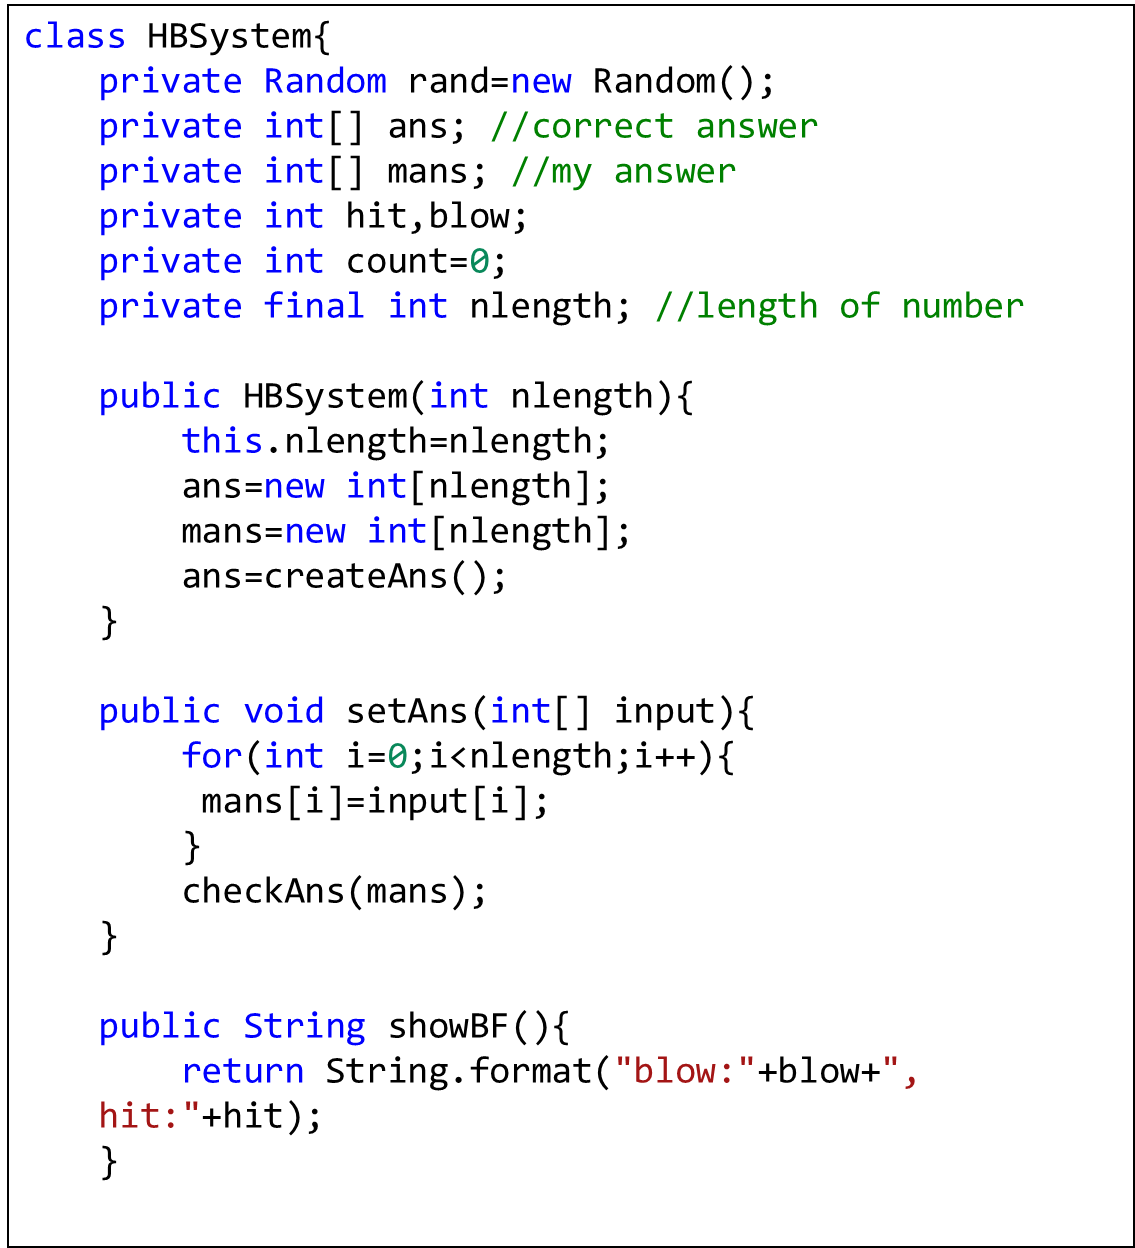 class HBSystem{
    private Random rand=new Random();
    private int[] ans; //correct answer
    private int[] mans; //my answer
    private int hit,blow;
    private int count=0;
    private final int nlength; //length of number

    public HBSystem(int nlength){
        this.nlength=nlength;
        ans=new int[nlength];
        mans=new int[nlength];
        ans=createAns();
    }

    public void setAns(int[] input){
        for(int i=0;i<nlength;i++){
         mans[i]=input[i];
        }
        checkAns(mans);
    }

    public String showBF(){
        return String.format("blow:"+blow+",
    hit:"+hit);
    }